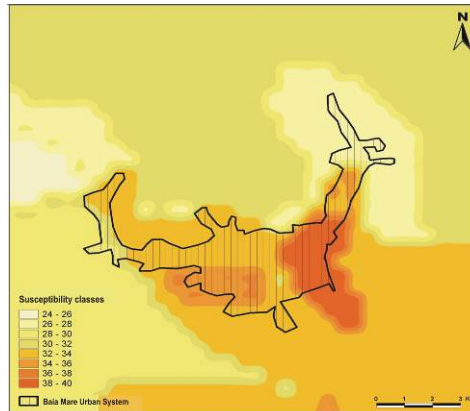 N
Susceptibility classes
24 - 26
26 - 28
28 - 30
30 - 32
32 - 34
34 - 36
36 - 38
38 - 40
Baia Mare Urban System
0 1 2 3